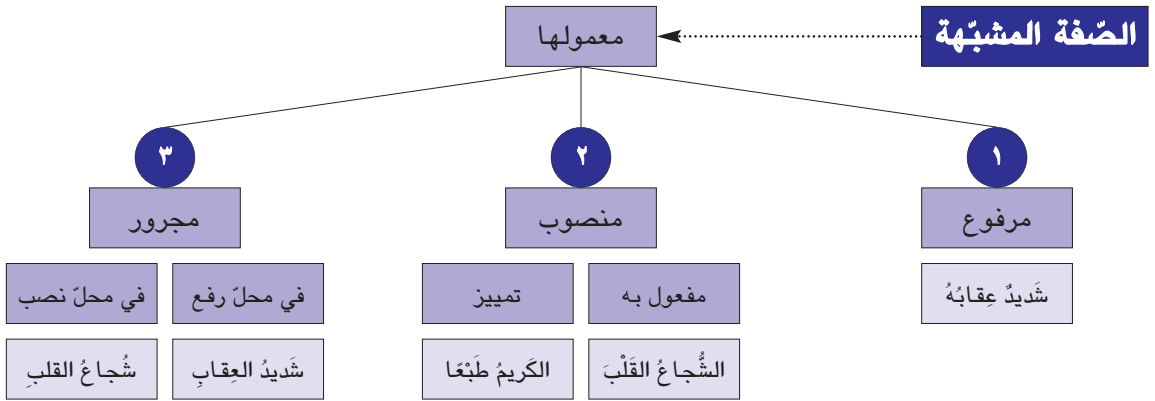 الصّفة المشبّهة
معمولها
١
٢
٣
مرفوع
منصوب
مجرور
شَديدٌ عِقابُهُ
مفعول به
تمييز
في محلّ رفع
في محلّ نصب
الشُّجاعُ القَلْبَ
الكَريمُ طَبْعًا
شَديدُ العِقابِ
شُجاعُ القلبِ